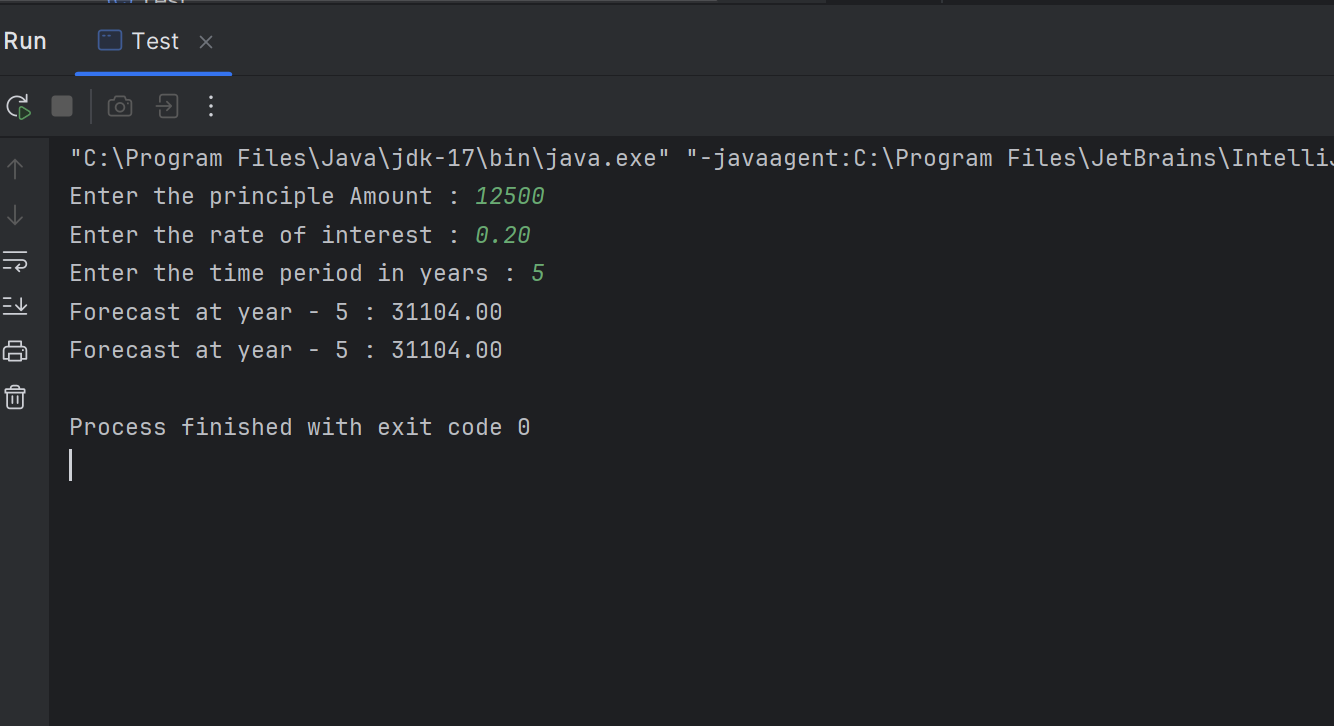 Run Test
"C:\Program Files\Java\jdk-17\bin\java.exe" "-javaagent:C:\Program Files\JetBrains\IntelliJ
Enter the principle Amount : 12500
Enter the rate of interest : 0.20
Enter the time period in years : 5
Forecast at year - 5 : 31104.00
Forecast at year - 5 : 31104.00
Process finished with exit code 0